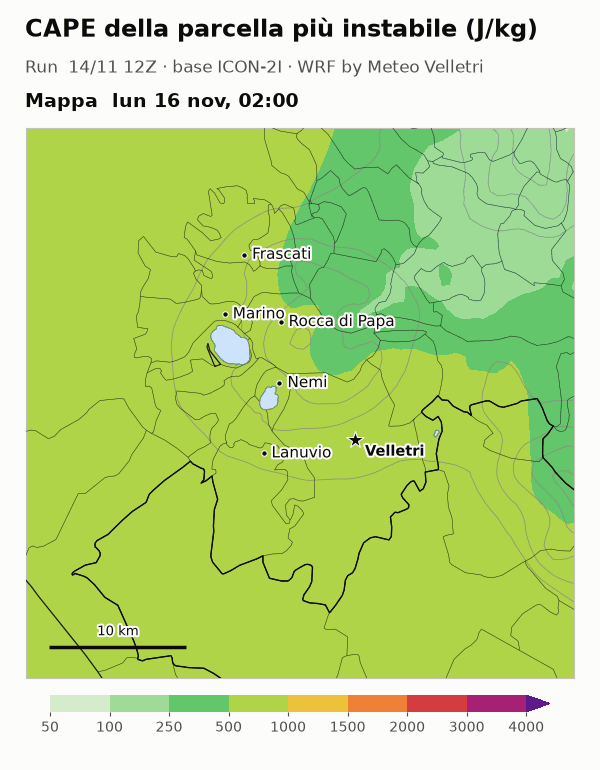 CAPE della parcella più instabile (J/kg)
Run  14/11 12Z · base ICON-2I · WRF by Meteo Velletri
Mappa  lun 16 nov, 02:00
Frascati
Marino
Rocca di Papa
Nemi
Velletri
Lanuvio
10 km
50 100 250 500 1000 1500 2000 3000 4000